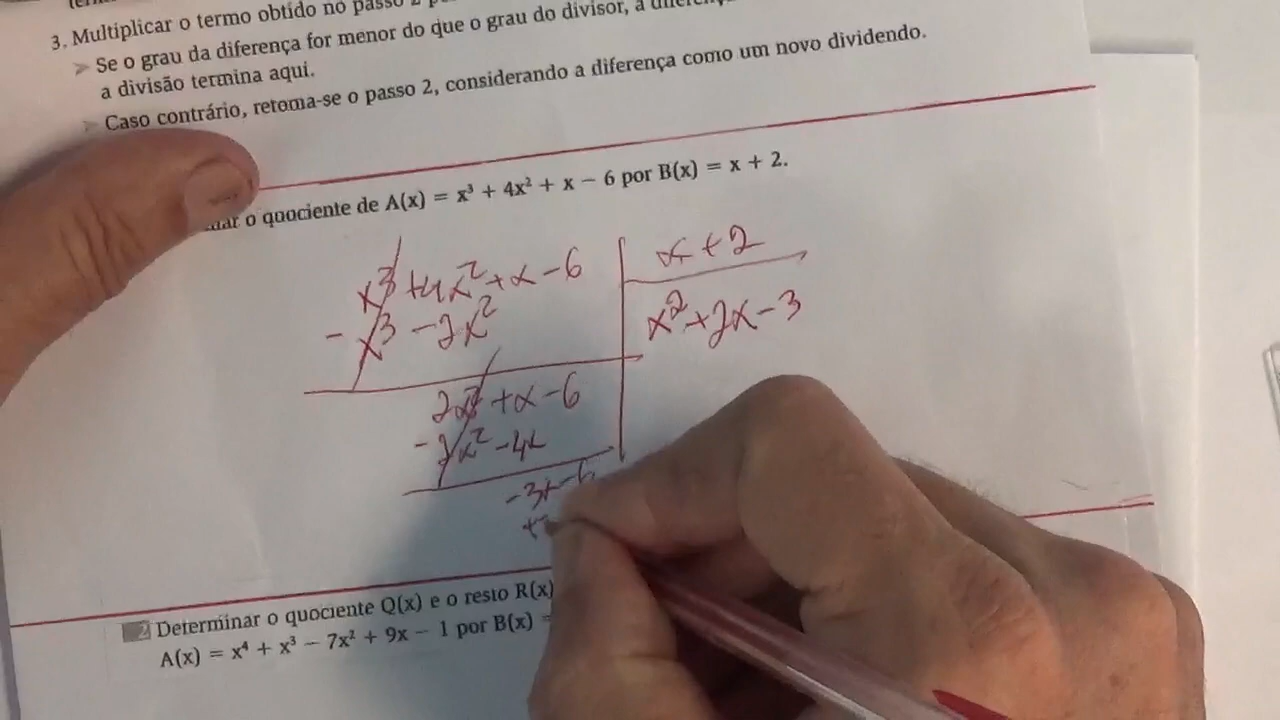 3. Multiplicar o termo obtido no passo 2
➢ Se o grau da diferença for menor do que o grau do divisor, a
a divisão termina aqui.
➢ Caso contrário, retoma-se o passo 2, considerando a diferença como um novo dividendo.
o quociente de A(x) = x³ + 4x² + x − 6 por B(x) = x + 2.
x³ + 4x² + x − 6 x + 2
− x³ − 2x² x² + 2x − 3
2x² + x − 6
− 2x² − 4x
− 3x − 6
+
2 Determinar o quociente Q(x) e o resto R(x)
A(x) = x⁴ + x³ − 7x² + 9x − 1 por B(x) =